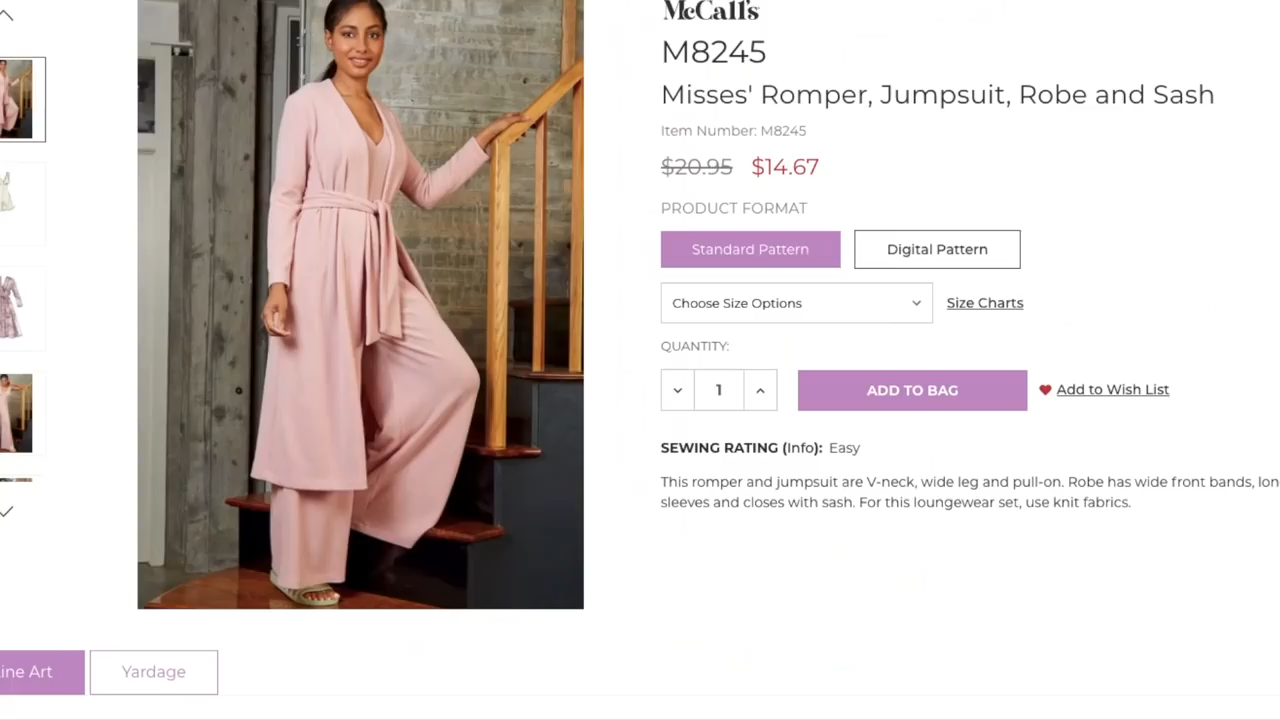 McCall's
M8245
Misses' Romper, Jumpsuit, Robe and Sash
Item Number: M8245
$20.95 $14.67
PRODUCT FORMAT
Standard Pattern Digital Pattern
Choose Size Options Size Charts
QUANTITY:
1 ADD TO BAG Add to Wish List
SEWING RATING (Info): Easy
This romper and jumpsuit are V-neck, wide leg and pull-on. Robe has wide front bands, lon
sleeves and closes with sash. For this loungewear set, use knit fabrics.
ine Art Yardage